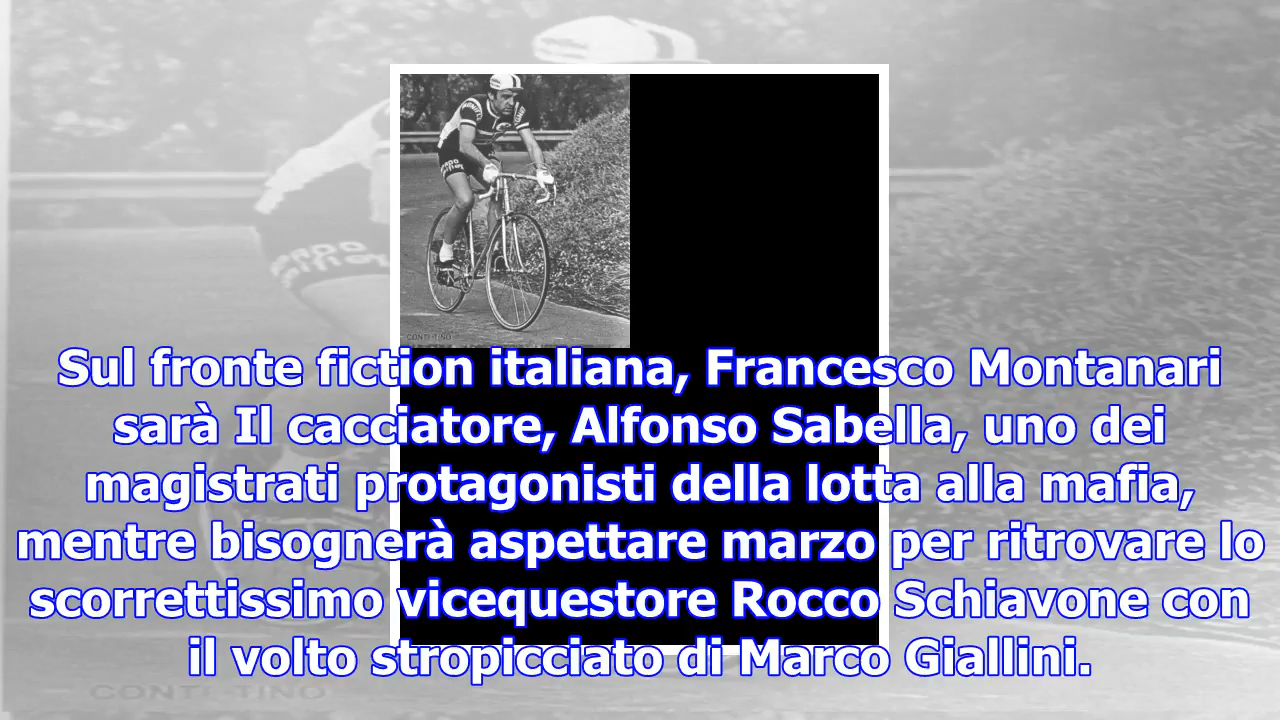 Sul fronte fiction italiana, Francesco Montanari
sarà Il cacciatore, Alfonso Sabella, uno dei
magistrati protagonisti della lotta alla mafia,
mentre bisognerà aspettare marzo per ritrovare lo
scorrettissimo vicequestore Rocco Schiavone con
il volto stropicciato di Marco Giallini.